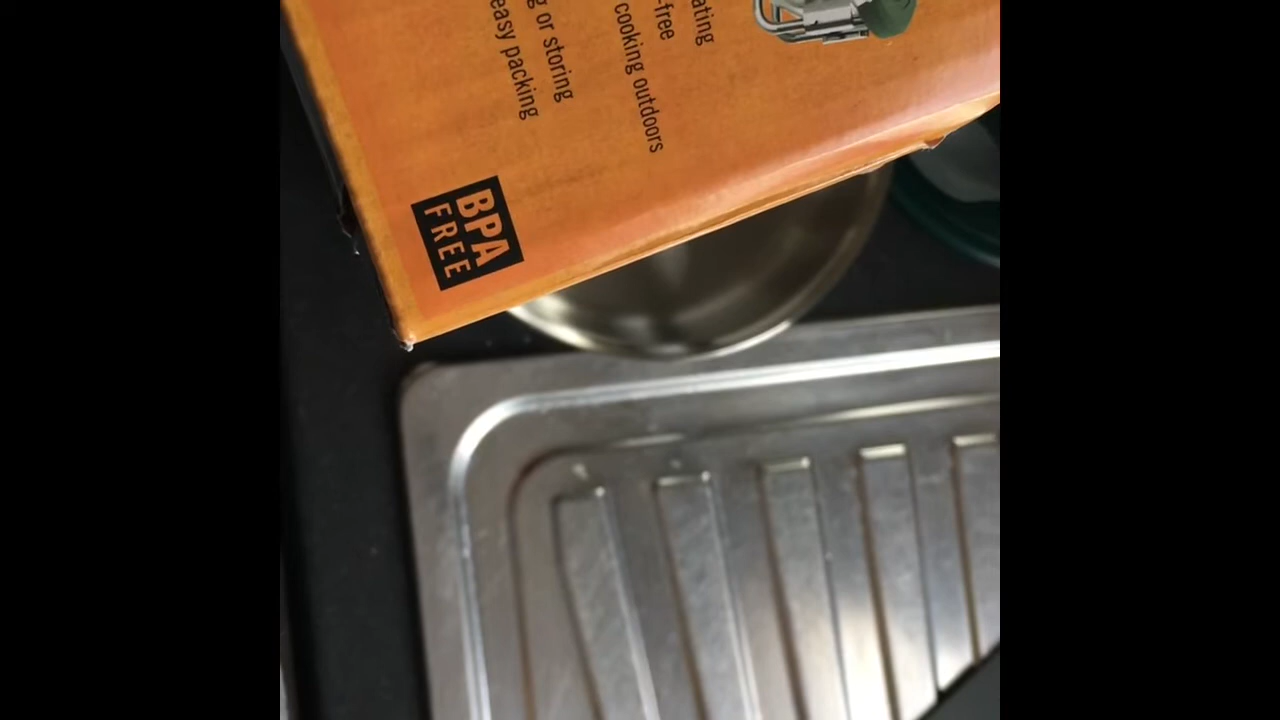 ating
-free
cooking outdoors
g or storing
easy packing
BPA
FREE